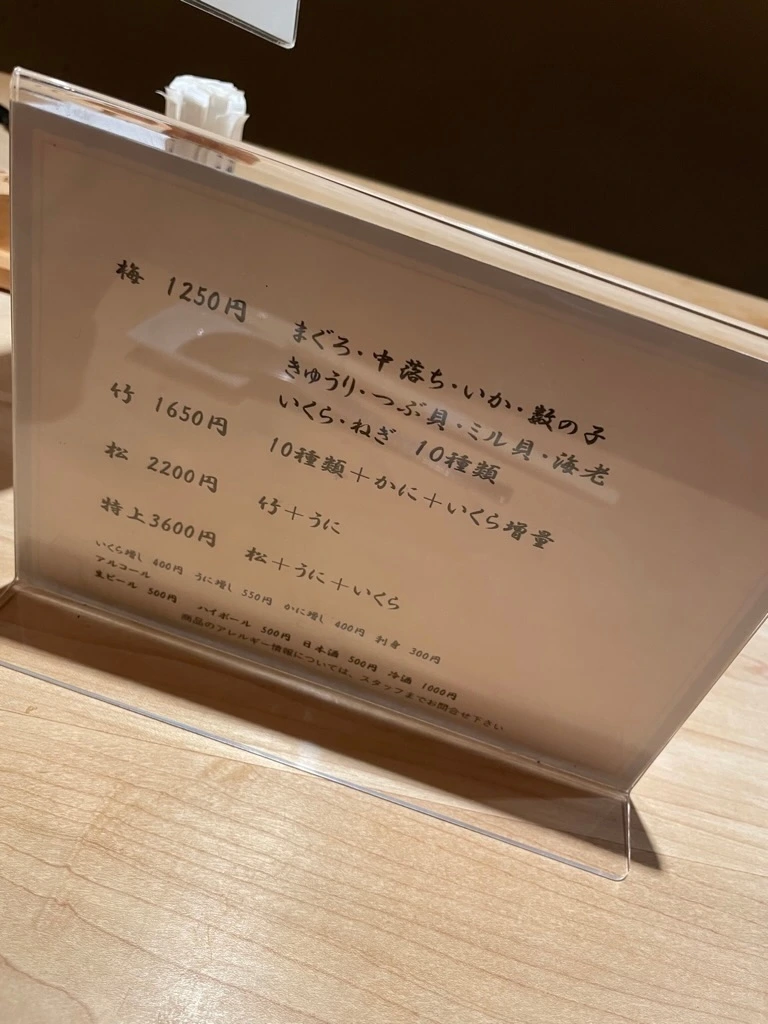 梅 1250円 まぐろ・中落ち・いか・数の子
きゅうり・つぶ貝・ミル貝・海老
いくら・ねぎ 10種類
竹 1650円 10種類＋かに＋いくら増量
松 2200円 竹＋うに
特上3600円 松＋うに＋いくら
いくら増し 400円 うに増し 550円 かに増し 400円 刺身 300円
アルコール
生ビール 500円 ハイボール 500円 日本酒 500円 冷酒 1000円
商品のアレルギー情報については、スタッフまでお問合せ下さい